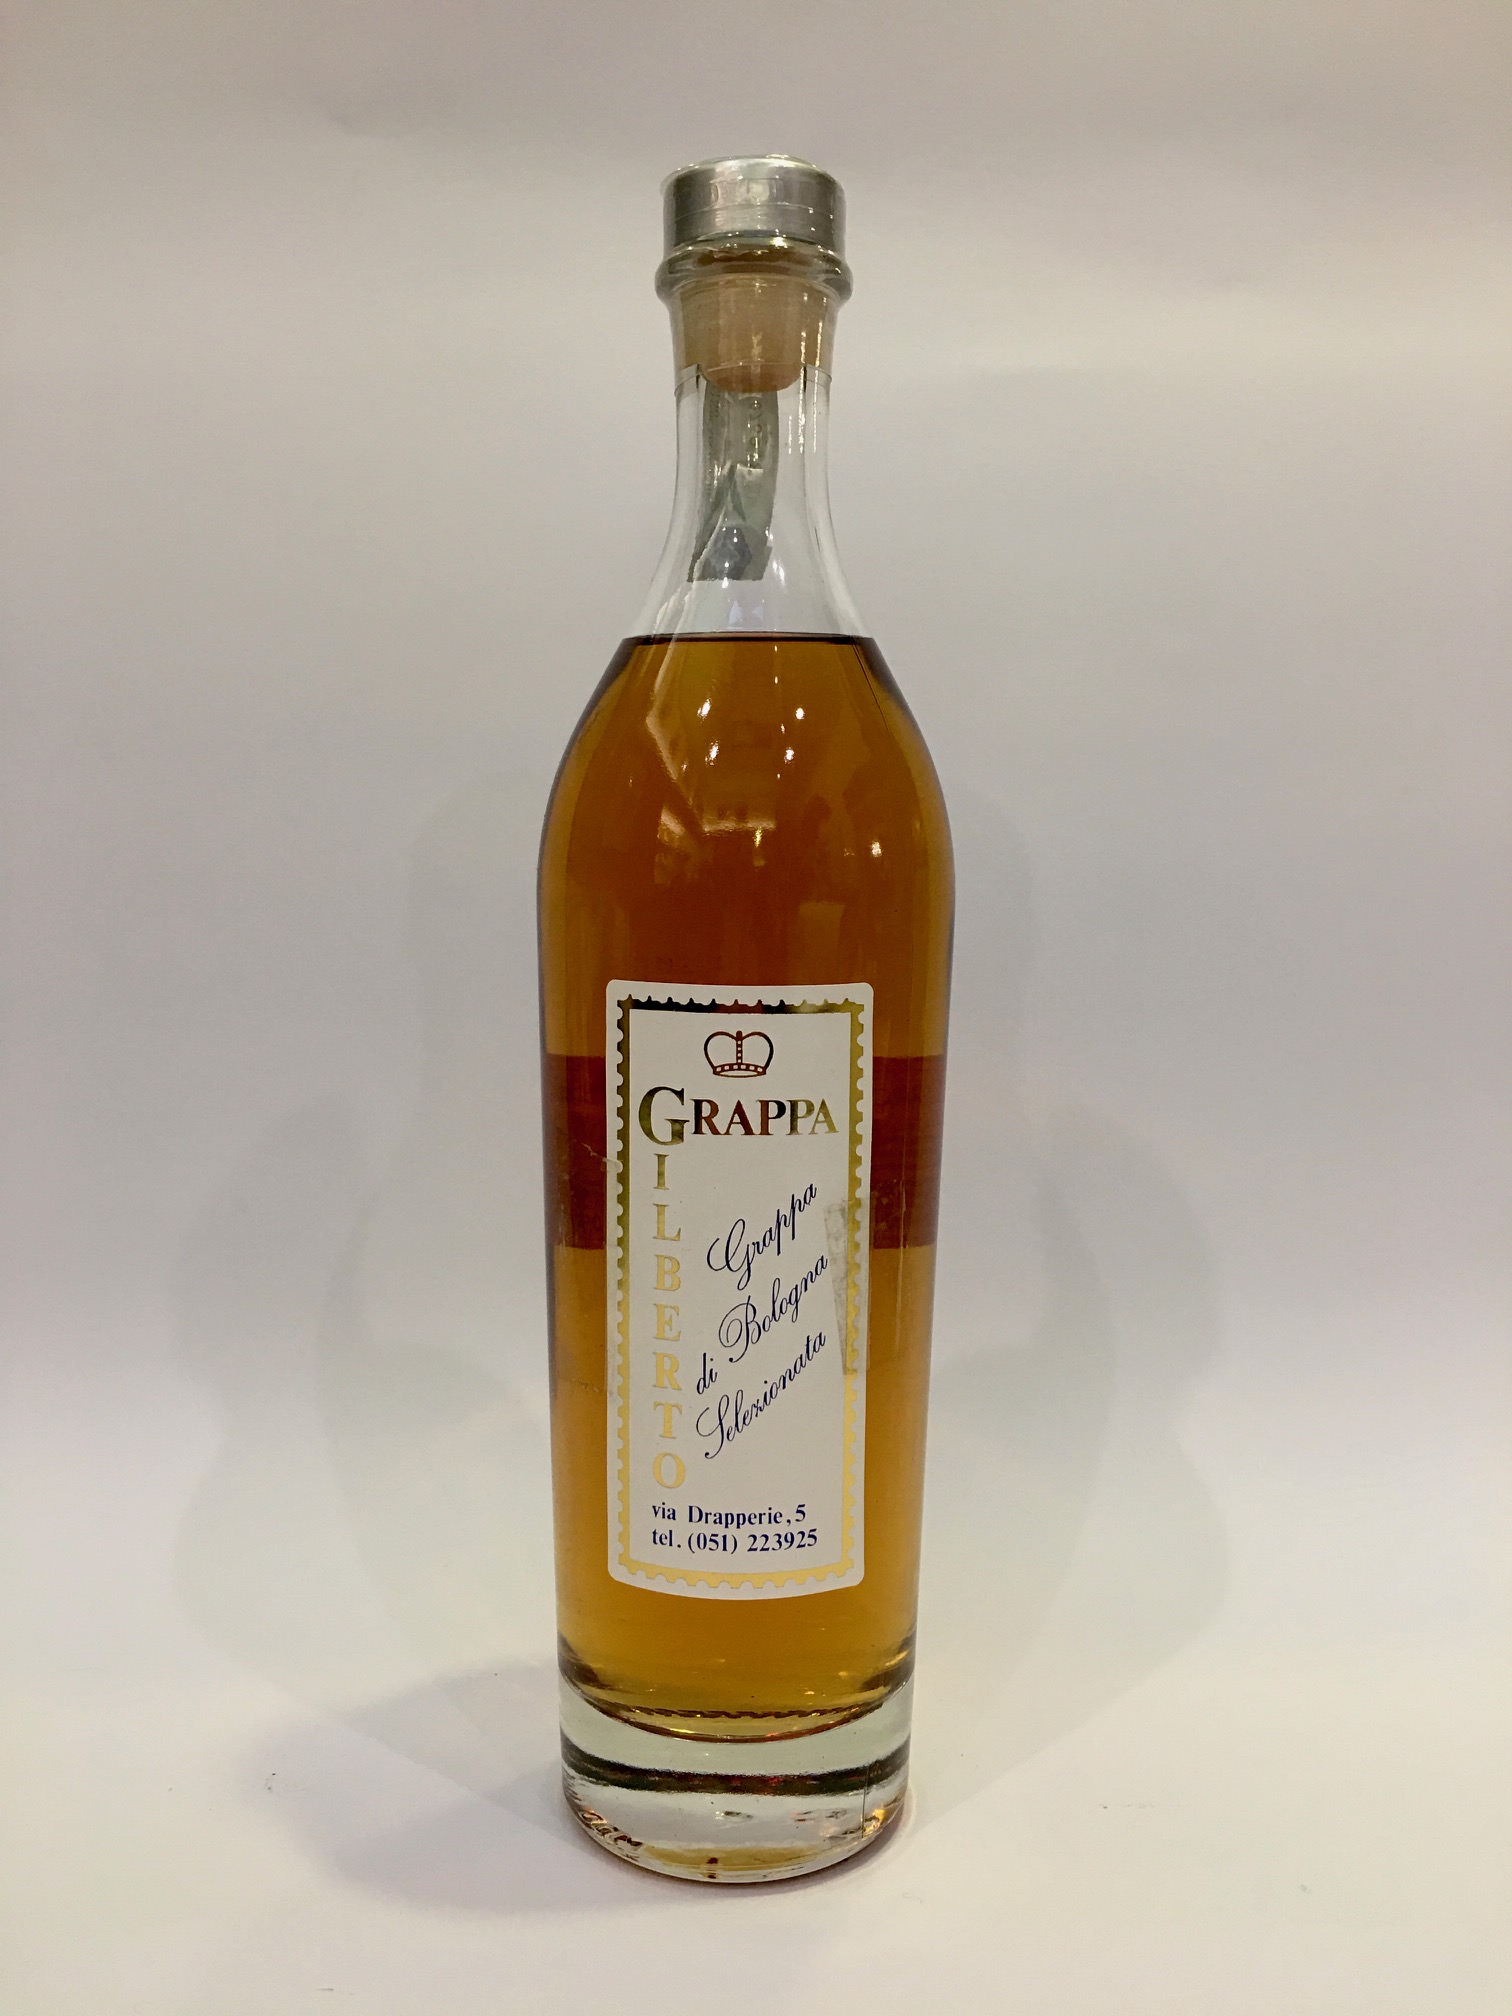 GRAPPA
GILBERTO
Grappa
di Bologna
Selezionata
via Drapperie, 5
tel. (051) 223925